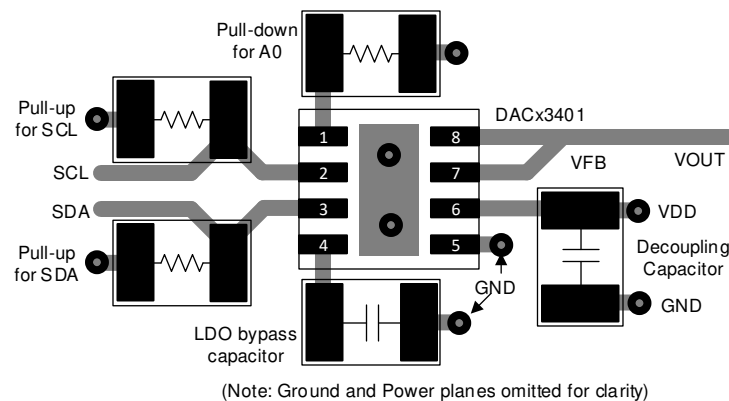 Pull-down
for A0
Pull-up
for SCL
DACx3401
1
8
2
7
VFB
VOUT
SCL
SDA
3
6
VDD
Pull-up
for SDA
4
5
Decoupling
Capacitor
GND
GND
LDO bypass
capacitor
(Note: Ground and Power planes omitted for clarity)